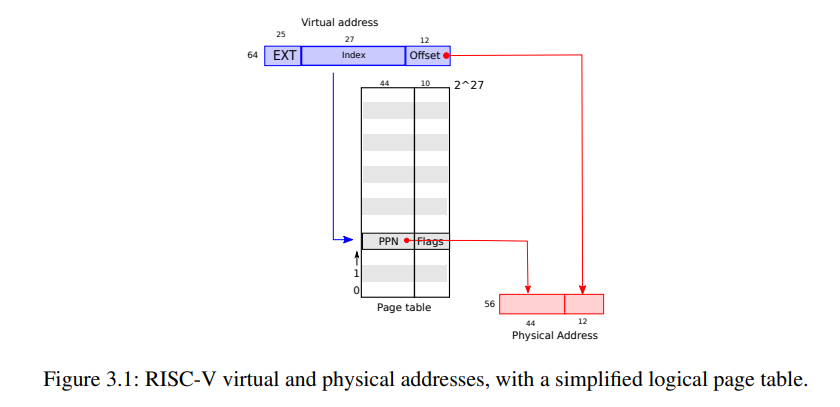 Virtual address
25
27
12
64
EXT
Index
Offset
44
10
2^27
PPN
Flags
1
0
Page table
56
44
12
Physical Address
Figure 3.1: RISC-V virtual and physical addresses, with a simplified logical page table.